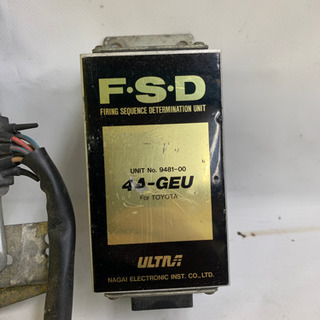 F·S·D
FIRING SEQUENCE DETERMINATION UNIT
UNIT No. 9481-00
4A-GEU
For TOYOTA
ULTRA
NAGAI ELECTRONIC INST. CO., LTD.